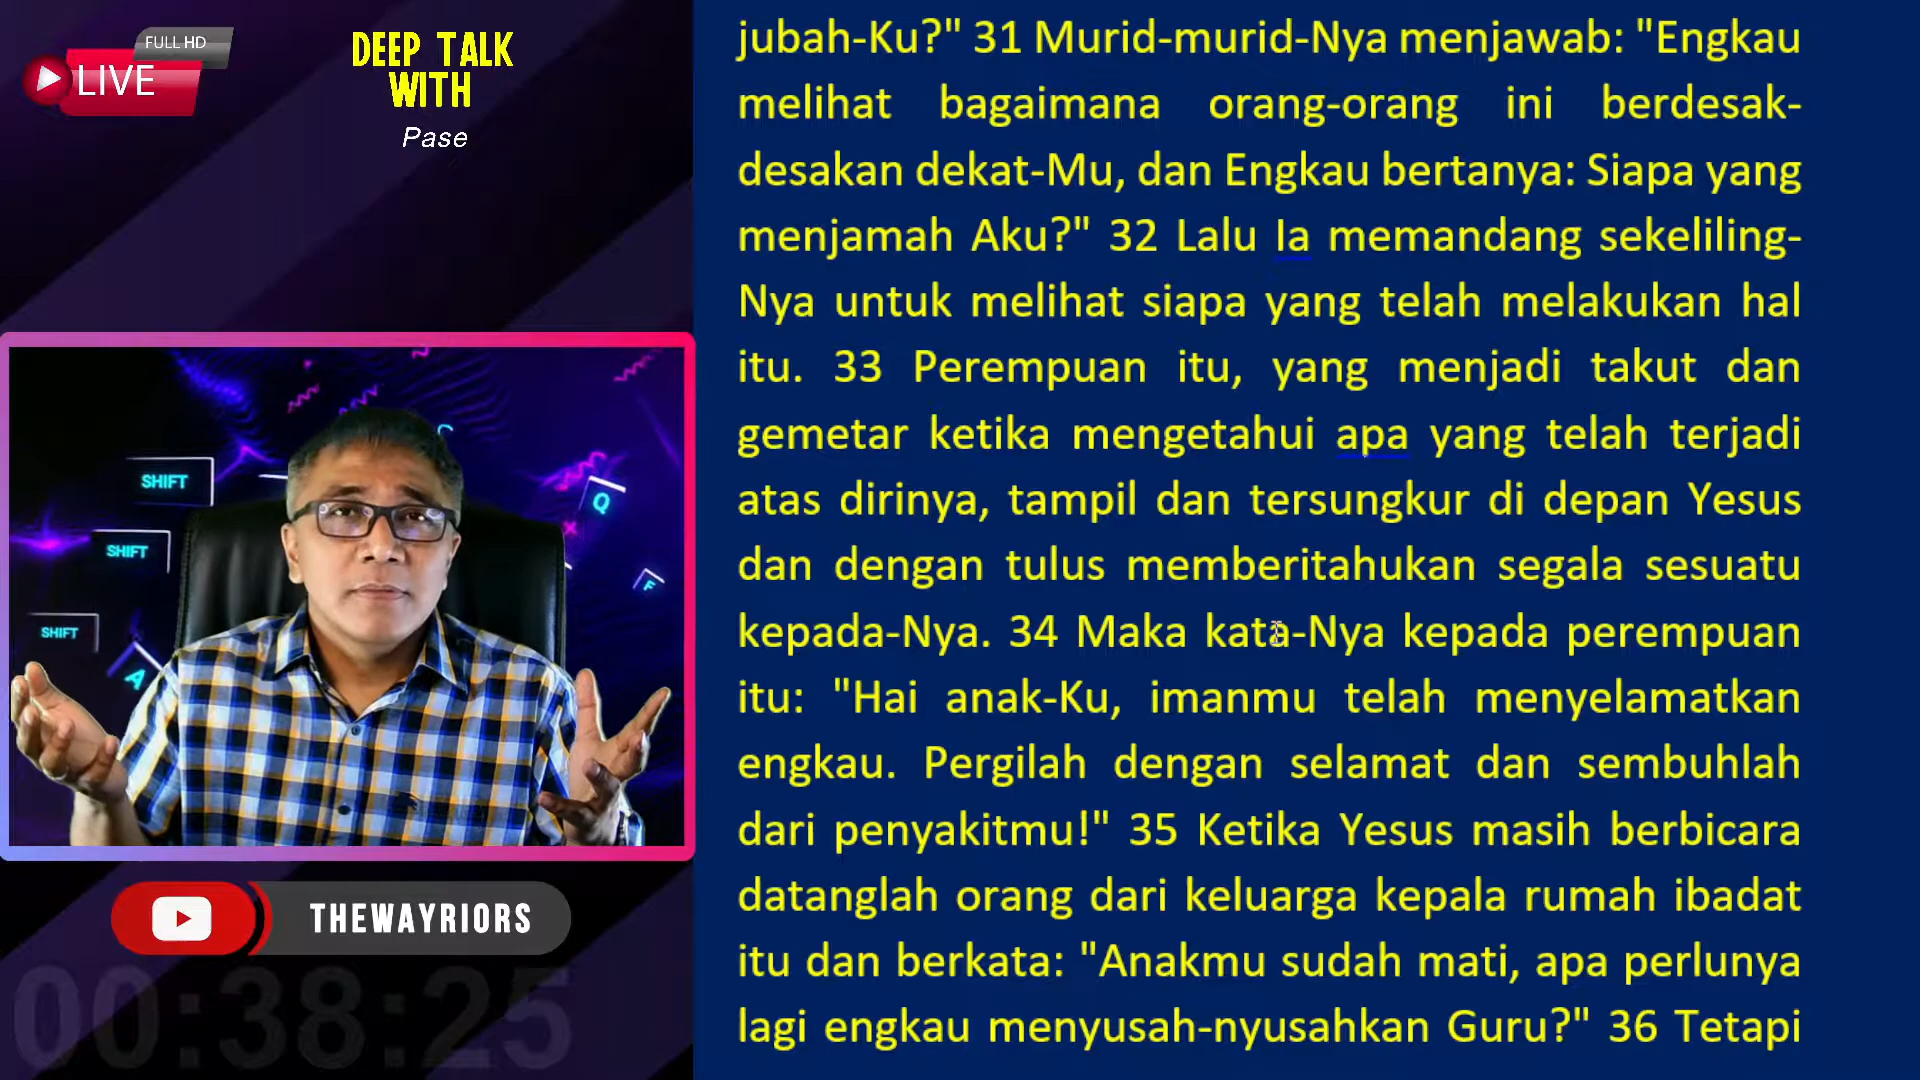 FULL HD
LIVE
DEEP TALK
WITH
Pase
SHIFT
SHIFT
SHIFT
A
Q
F
THEWAYRIORS
00:38:25
jubah-Ku?" 31 Murid-murid-Nya menjawab: "Engkau
melihat bagaimana orang-orang ini berdesak-
desakan dekat-Mu, dan Engkau bertanya: Siapa yang
menjamah Aku?" 32 Lalu Ia memandang sekeliling-
Nya untuk melihat siapa yang telah melakukan hal
itu. 33 Perempuan itu, yang menjadi takut dan
gemetar ketika mengetahui apa yang telah terjadi
atas dirinya, tampil dan tersungkur di depan Yesus
dan dengan tulus memberitahukan segala sesuatu
kepada-Nya. 34 Maka kata-Nya kepada perempuan
itu: "Hai anak-Ku, imanmu telah menyelamatkan
engkau. Pergilah dengan selamat dan sembuhlah
dari penyakitmu!" 35 Ketika Yesus masih berbicara
datanglah orang dari keluarga kepala rumah ibadat
itu dan berkata: "Anakmu sudah mati, apa perlunya
lagi engkau menyusah-nyusahkan Guru?" 36 Tetapi